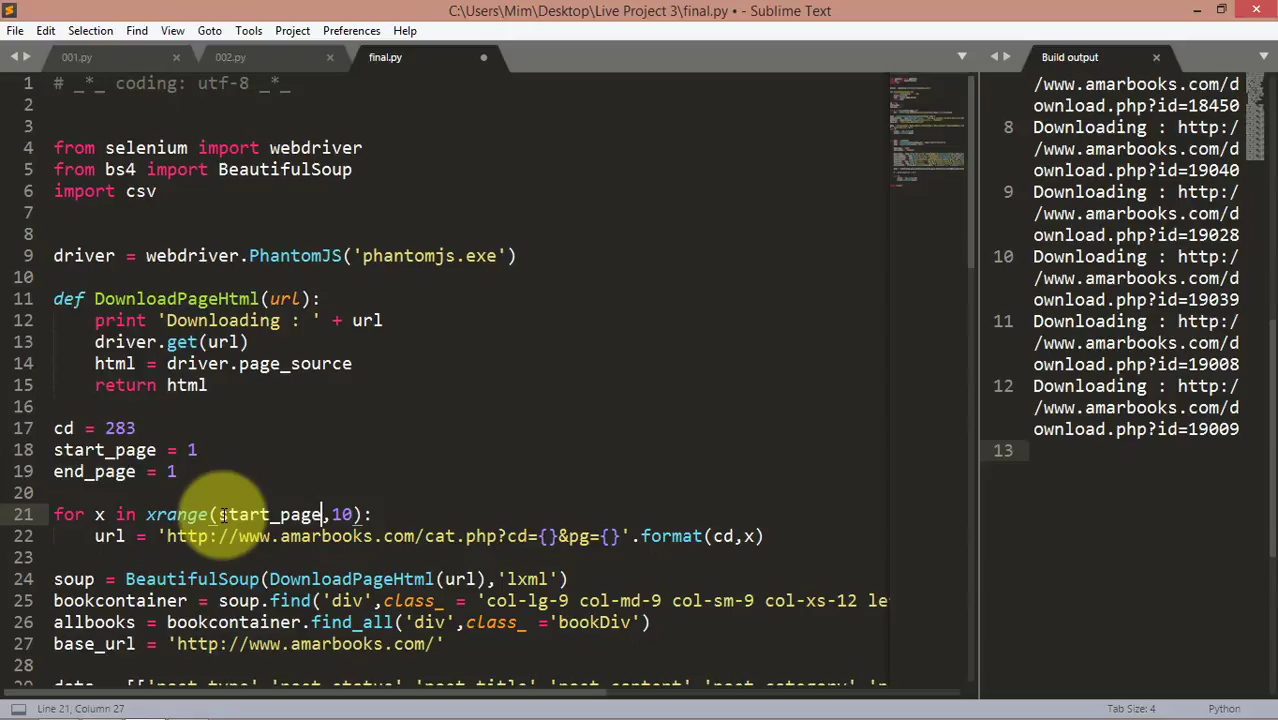 C:\Users\Mim\Desktop\Live Project 3\final.py • - Sublime Text
File Edit Selection Find View Goto Tools Project Preferences Help
001.py 002.py final.py Build output
1 # _*_ coding: utf-8 _*_
2
3
4 from selenium import webdriver
5 from bs4 import BeautifulSoup
6 import csv
7
8
9 driver = webdriver.PhantomJS('phantomjs.exe')
10
11 def DownloadPageHtml(url):
12 print 'Downloading : ' + url
13 driver.get(url)
14 html = driver.page_source
15 return html
16
17 cd = 283
18 start_page = 1
19 end_page = 1
20
21 for x in xrange(start_page,10):
22 url = 'http://www.amarbooks.com/cat.php?cd={}&pg={}'.format(cd,x)
23
24 soup = BeautifulSoup(DownloadPageHtml(url),'lxml')
25 bookcontainer = soup.find('div',class_ = 'col-lg-9 col-md-9 col-sm-9 col-xs-12 le
26 allbooks = bookcontainer.find_all('div',class_ ='bookDiv')
27 base_url = 'http://www.amarbooks.com/'
28
/www.amarbooks.com/d
ownload.php?id=18450
8 Downloading : http:/
/www.amarbooks.com/d
ownload.php?id=19040
9 Downloading : http:/
/www.amarbooks.com/d
ownload.php?id=19028
10 Downloading : http:/
/www.amarbooks.com/d
ownload.php?id=19039
11 Downloading : http:/
/www.amarbooks.com/d
ownload.php?id=19008
12 Downloading : http:/
/www.amarbooks.com/d
ownload.php?id=19009
13
Line 21, Column 27 Tab Size: 4 Python